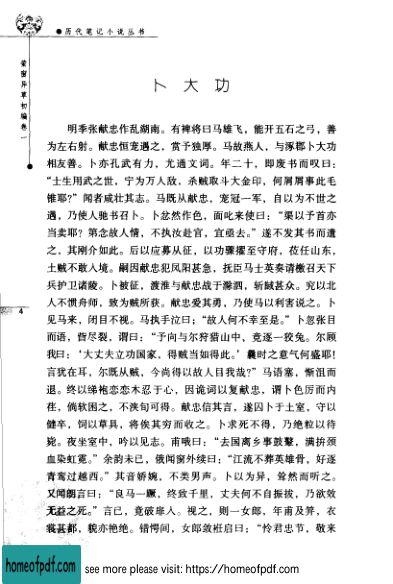 ●历代笔记小说丛书
萤窗异草初编卷一
4
卜大功
明季张献忠作乱湖南。有裨将曰马雄飞，能开五石之弓，善
为左右射。献忠恒宠遇之，赏予独厚。马故燕人，与涿郡卜大功
相友善。卜亦孔武有力，尤通文词。年二十，即废书而叹曰：
“士生用武之世，宁为万人敌，杀贼取斗大金印，何屑屑事此毛
锥耶？”闻者咸壮其志。马既从献忠，宠冠一军，自以为不世之
遇，乃使人驰书召卜。卜忿然作色，面叱来使曰：“渠以予首亦
当卖耶？第念故人情，不执汝赴官，宜亟去。”遂不发其书而遣
之，其刚介如此。后以应募从征，以功骤擢至守府，莅任山东，
土贼不敢入境。嗣因献忠犯凤阳甚急，抚臣马士英奏请檄召天下
兵护卫诸陵。卜被征，渡淮与献忠战于滁泗，斩馘甚众。究以北
人不惯舟师，致为贼所获。献忠爱其勇，乃使马以利害说之。卜
见马来，闭目不视。马执手泣曰：“故人何不幸至是。”卜忽张目
而语，眥尽裂，谓曰：“予向与尔狩猎山中，竞逐一狡兔。尔顾
我曰：‘大丈夫立功国家，得贼当如得此。’曩时之意气何盛耶！
言犹在耳，尔既从贼，今尚得以故人目我哉？”马语塞，惭沮而
退。终以绨袍恋恋木忍于心，因诡词以复献忠，谓卜色厉而内
荏，倘软困之，不浃旬可得。献忠信其言，遂囚卜于土室，守以
健卒，饲以草具，将俟其穷而收之。卜求死不得，乃绝粒以待
毙。夜坐室中，吟以见志。甫哦曰：“去国离乡事鼓鼙，满拚须
血染虹霓。”余韵未已，俄闻窗外续曰：“江流不葬英雄骨，好逐
青鸾过越西。”其音娇婉，不类男声。卜以为异，耸然而听之。
又闻朗言曰：“良马一蹶，终致千里，丈夫何不自振拔，乃欲效
无益之死。”言已，竟破扉入。视之，则一女郎，年甫及笄，衣
裳甚都，貌亦艳绝。错愕间，女郎敛衽启曰：“怜君忠节，敬来
homeofpdf.com
see more please visit: https://homeofpdf.com